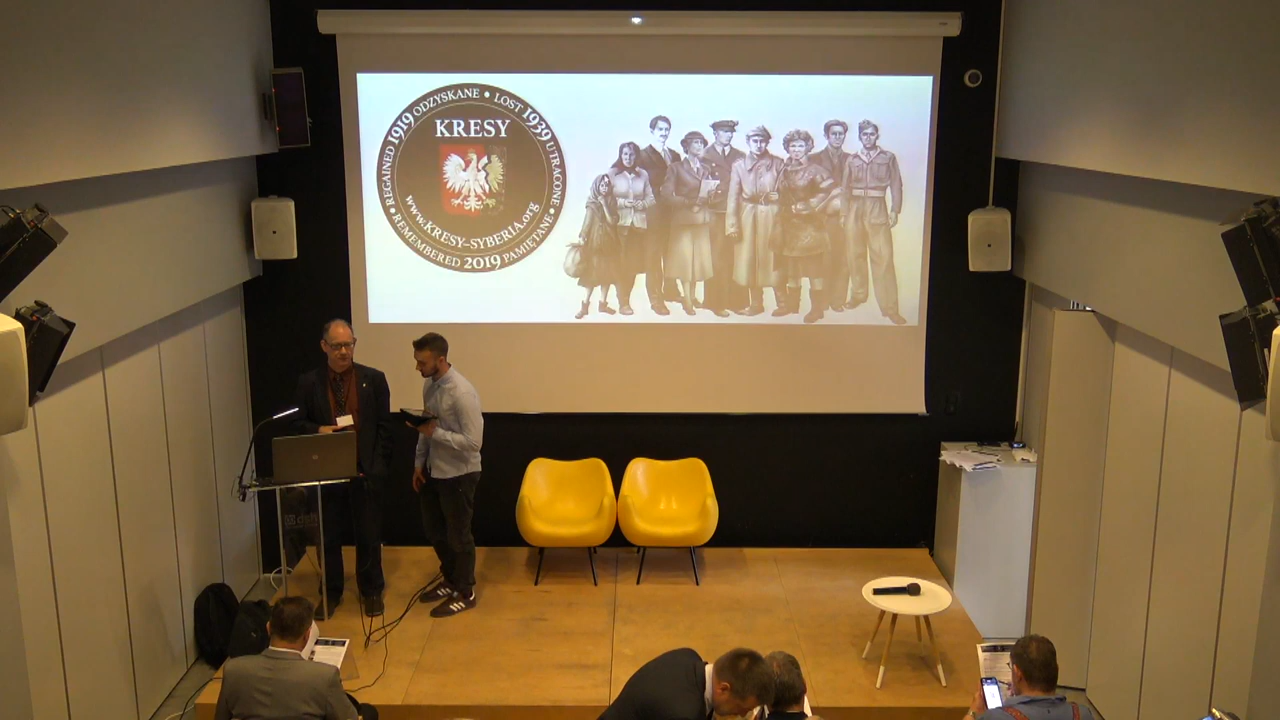 REGAINED 1919 ODZYSKANE • LOST 1939 UTRACONE •
KRESY
www.KRESY-SYBERIA.org
REMEMBERED 2019 PAMIĘTANE •